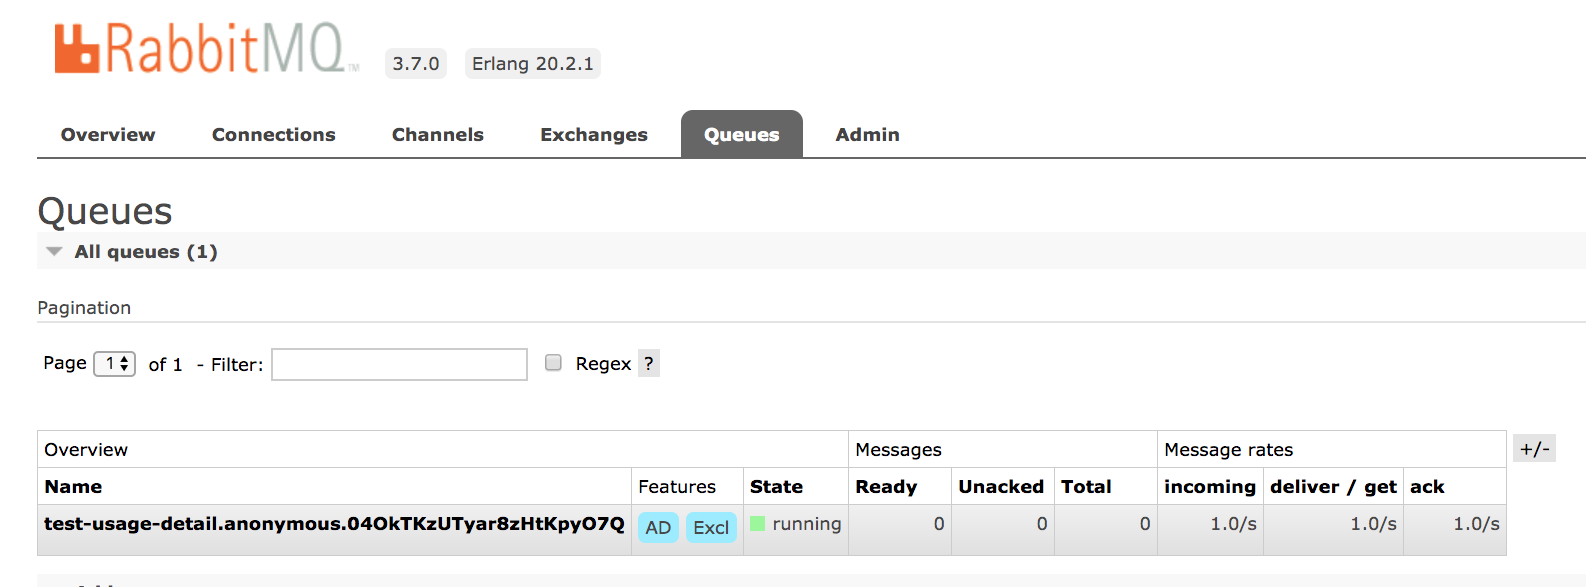 RabbitMQ™ 3.7.0 Erlang 20.2.1
Overview Connections Channels Exchanges Queues Admin
Queues
All queues (1)
Pagination
Page 1 of 1 - Filter: Regex ?
Overview Messages Message rates +/-
Name Features State Ready Unacked Total incoming deliver / get ack
test-usage-detail.anonymous.04OkTKzUTyar8zHtKpyO7Q AD Excl running 0 0 0 1.0/s 1.0/s 1.0/s